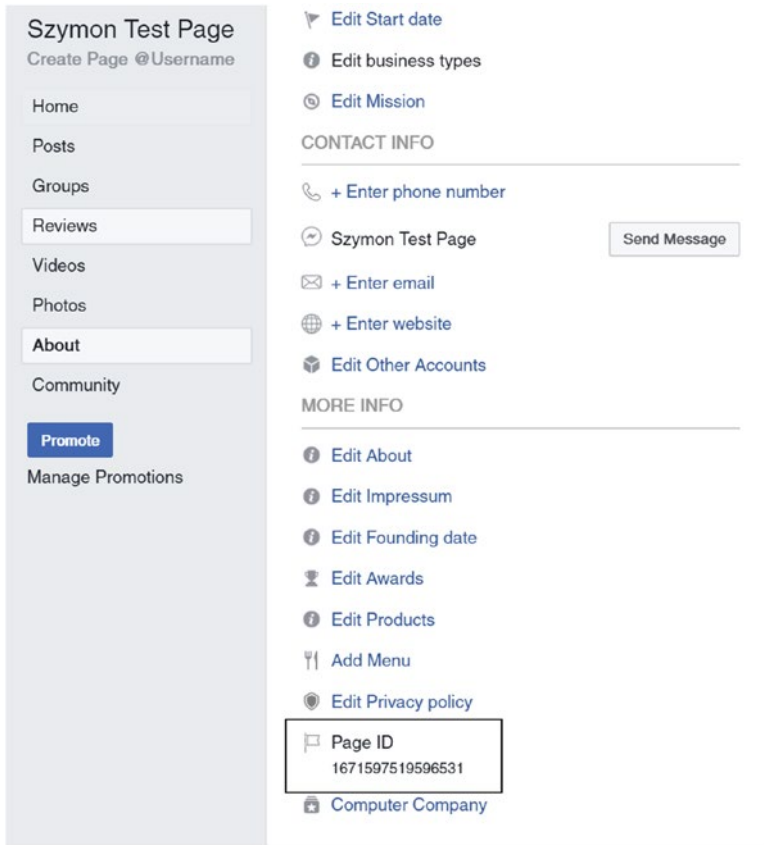 Szymon Test Page
Create Page @Username
Home
Posts
Groups
Reviews
Videos
Photos
About
Community
Promote
Manage Promotions
Edit Start date
Edit business types
Edit Mission
CONTACT INFO
+ Enter phone number
Szymon Test Page
Send Message
+ Enter email
+ Enter website
Edit Other Accounts
MORE INFO
Edit About
Edit Impressum
Edit Founding date
Edit Awards
Edit Products
Add Menu
Edit Privacy policy
Page ID
1671597519596531
Computer Company